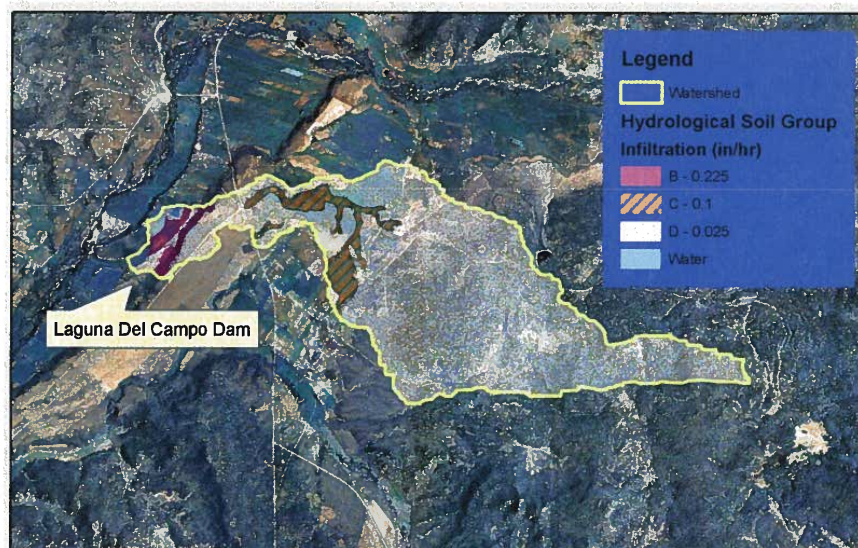 Legend
Watershed
Hydrological Soil Group
Infiltration (in/hr)
B - 0.225
C - 0.1
D - 0.025
Water
Laguna Del Campo Dam